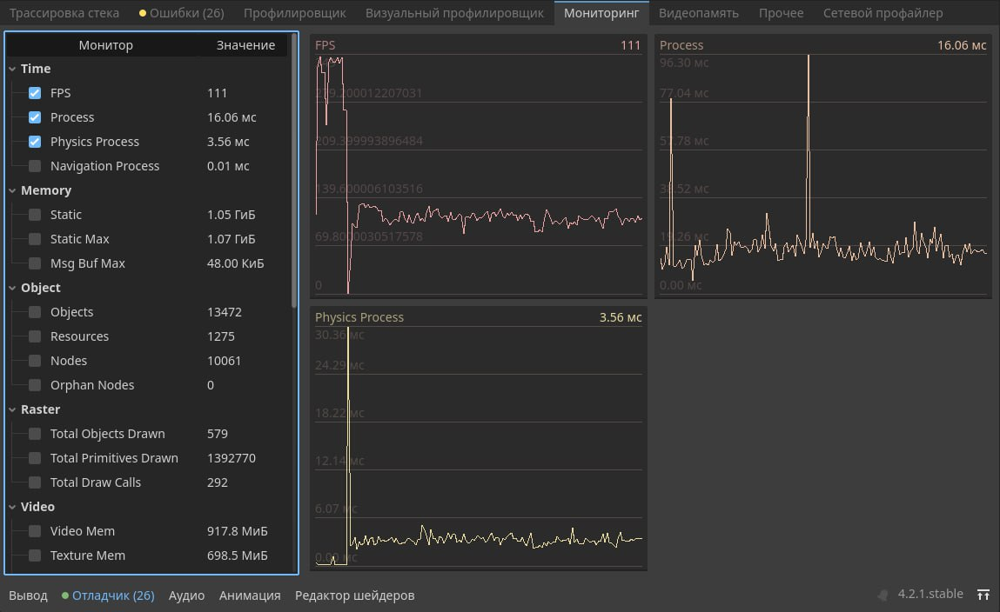 Трассировка стека Ошибки (26) Профилировщик Визуальный профилировщик Мониторинг Видеопамять Прочее Сетевой профайлер
Монитор Значение
Time
FPS 111
Process 16.06 мс
Physics Process 3.56 мс
Navigation Process 0.01 мс
Memory
Static 1.05 ГиБ
Static Max 1.07 ГиБ
Msg Buf Max 48.00 КиБ
Object
Objects 13472
Resources 1275
Nodes 10061
Orphan Nodes 0
Raster
Total Objects Drawn 579
Total Primitives Drawn 1392770
Total Draw Calls 292
Video
Video Mem 917.8 МиБ
Texture Mem 698.5 МиБ
FPS 111
279.200012207031
209.399993896484
139.600006103516
69.8000030517578
0
Process 16.06 мс
96.30 мс
77.04 мс
57.78 мс
38.52 мс
19.26 мс
0.00 мс
Physics Process 3.56 мс
30.36 мс
24.29 мс
18.22 мс
12.14 мс
6.07 мс
0.00 мс
Вывод Отладчик (26) Аудио Анимация Редактор шейдеров 4.2.1.stable